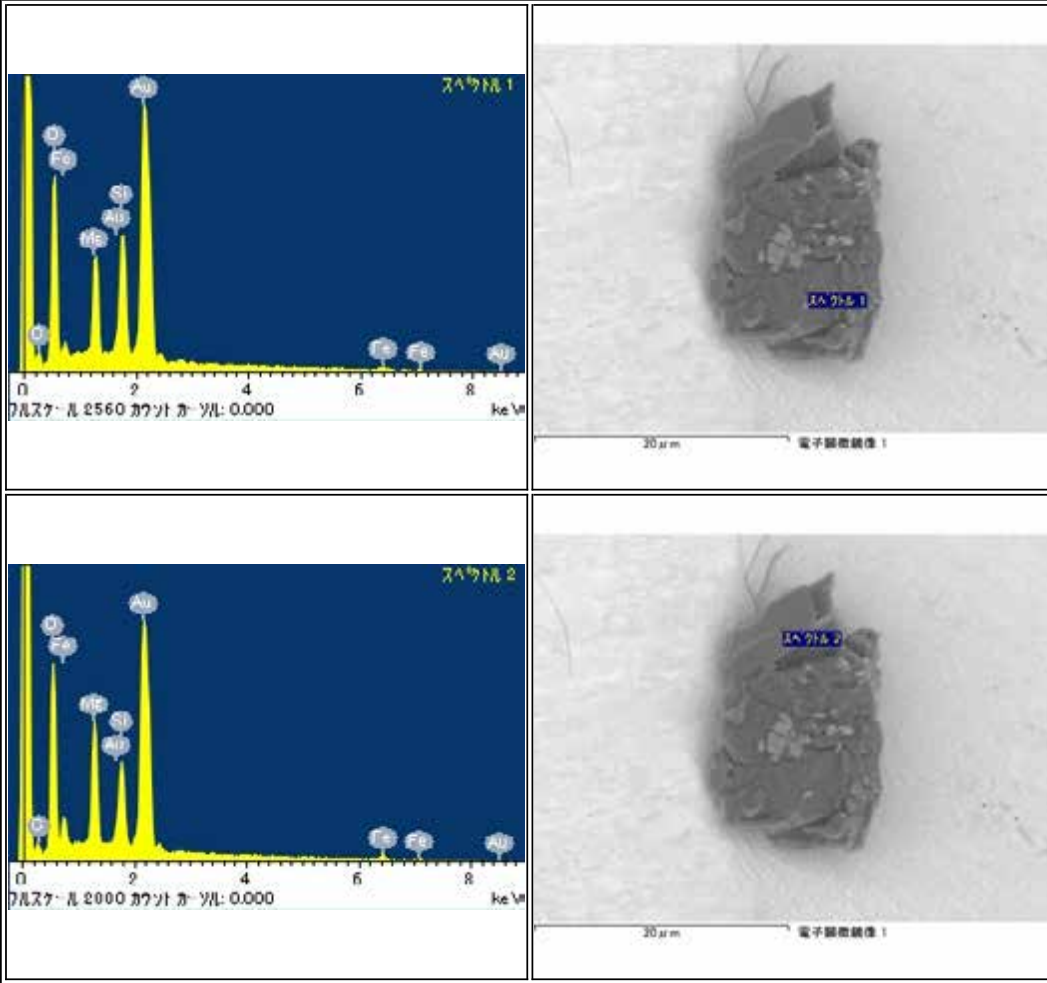 スペクトル 1
Au
O
Fe
Si
Au
Mg
Fe
Fe
Au
0 2 4 6 8
フルスケール 2560 カウント カーソル: 0.000 keV
スペクトル 1
20μm 電子顕微鏡像 1
スペクトル 2
Au
O
Fe
Mg
Si
Au
Fe
Fe
Au
0 2 4 6 8
フルスケール 2000 カウント カーソル: 0.000 keV
スペクトル 2
20μm 電子顕微鏡像 1